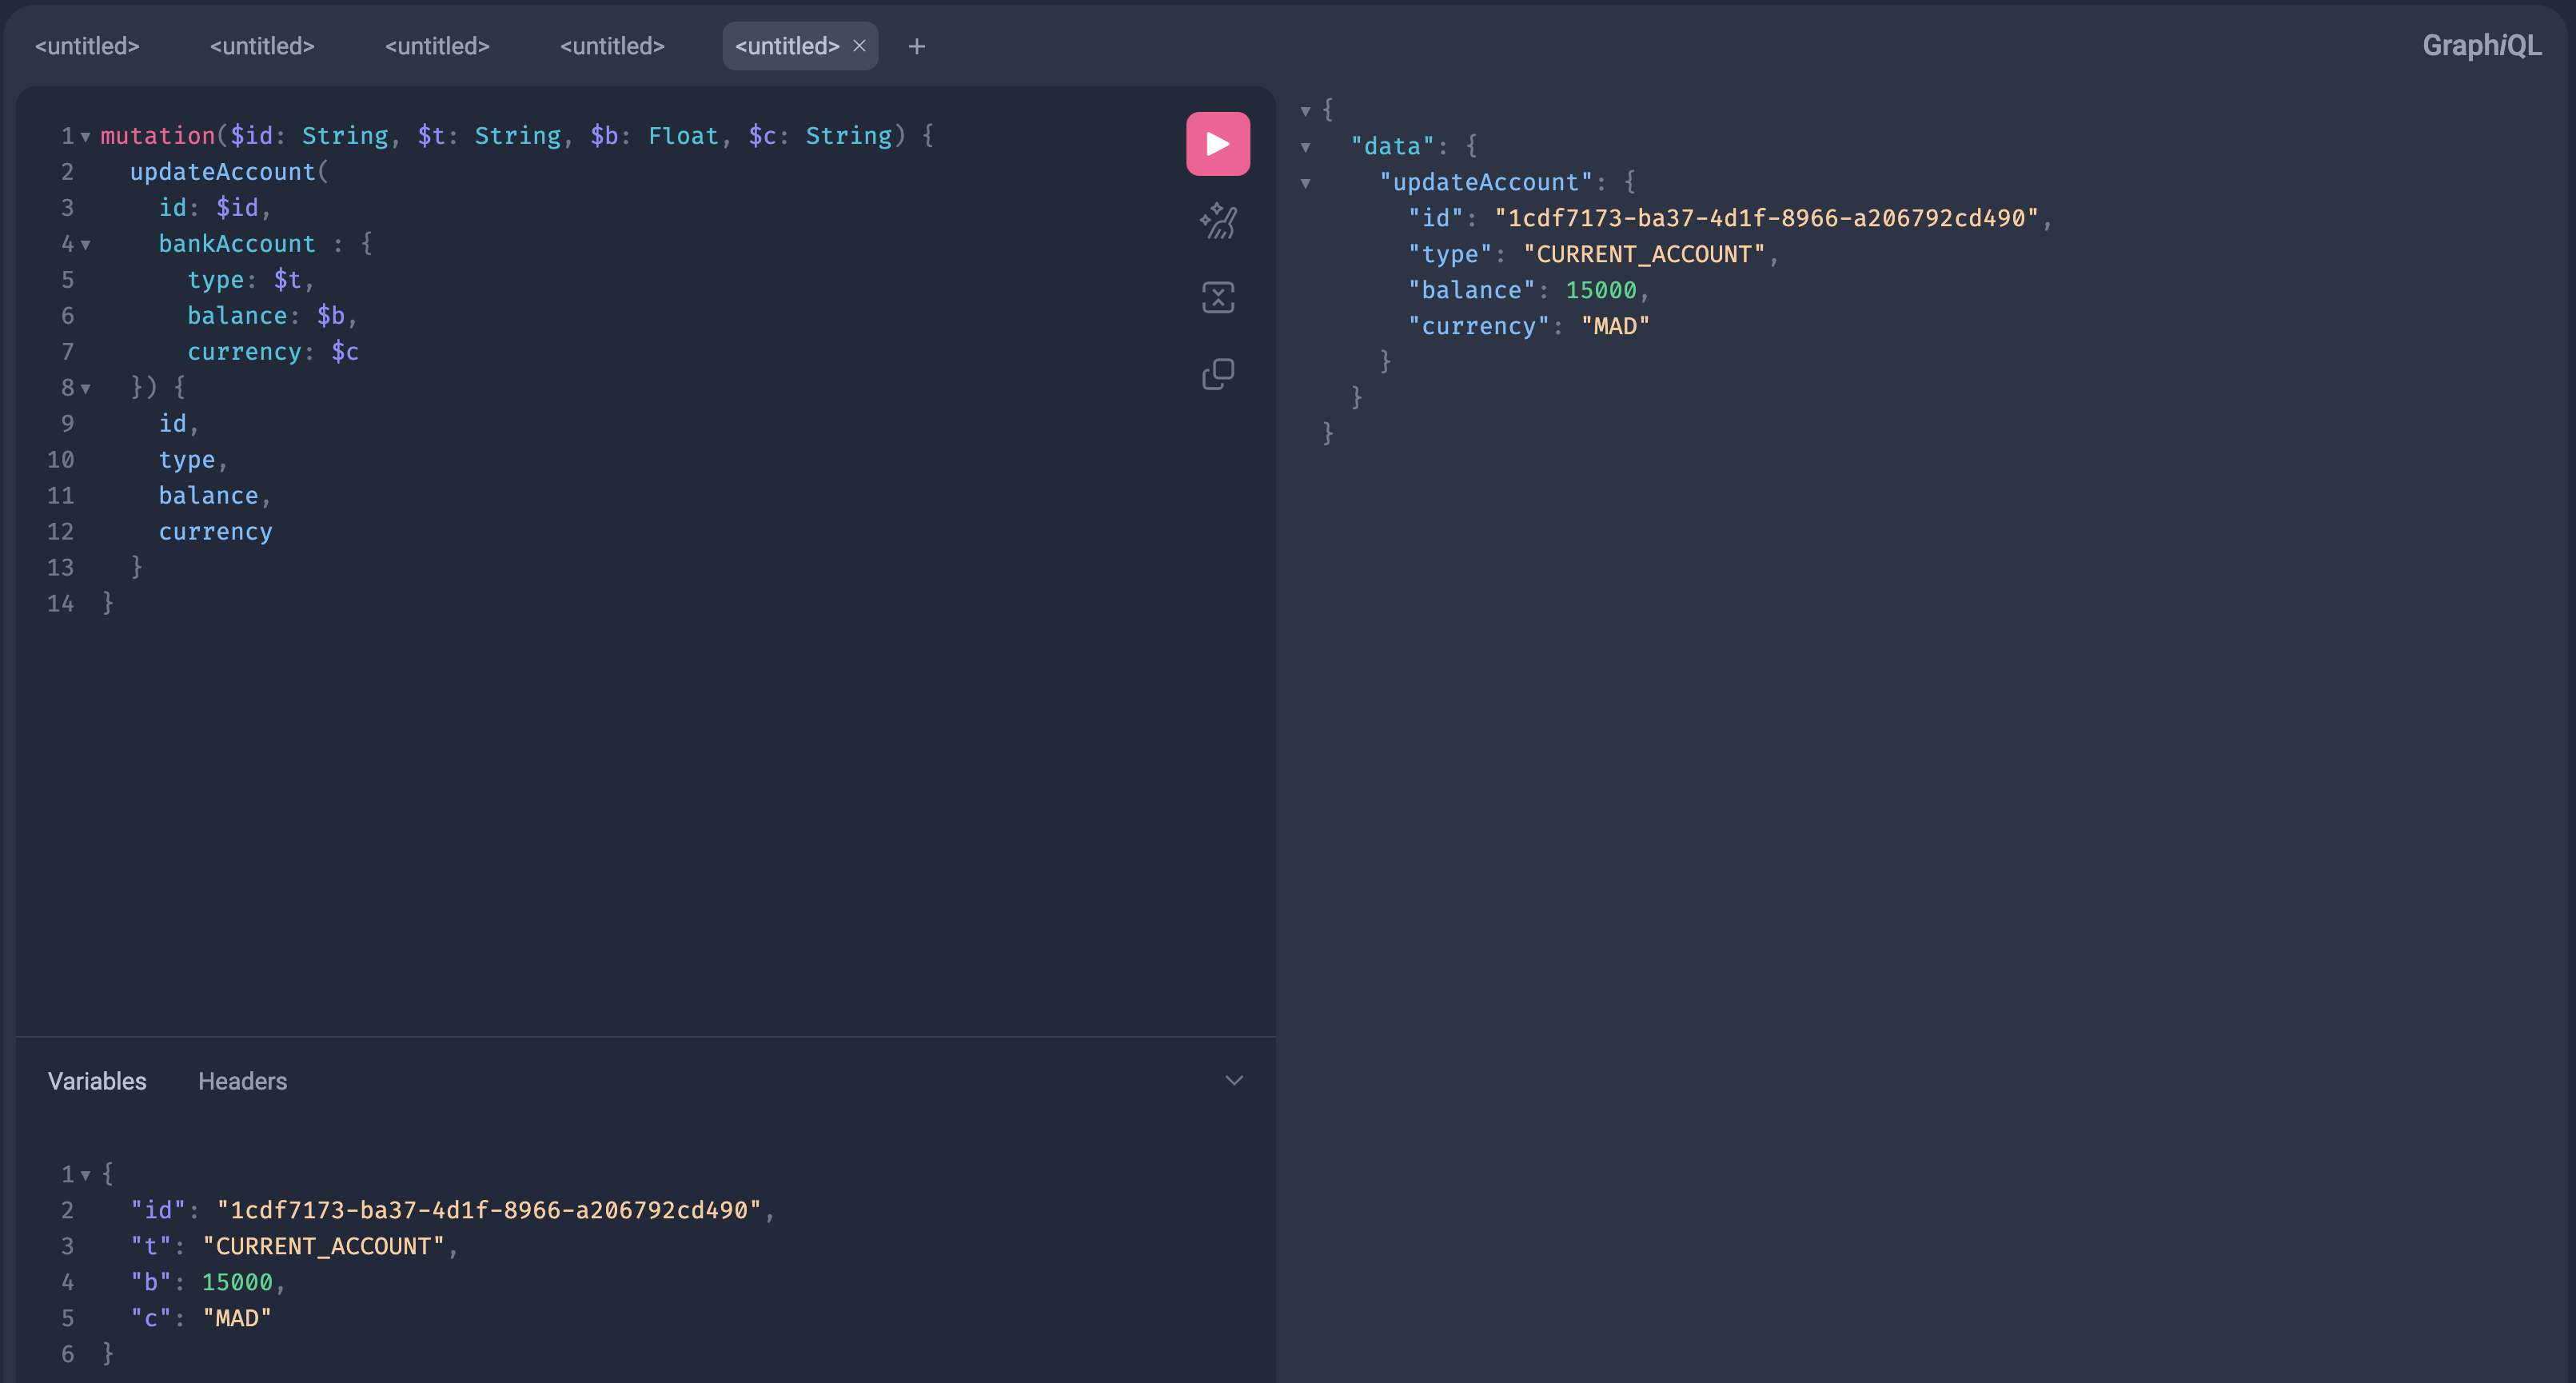 <untitled> <untitled> <untitled> <untitled> <untitled> × + GraphiQL
1 mutation($id: String, $t: String, $b: Float, $c: String) {
2   updateAccount(
3     id: $id,
4     bankAccount : {
5       type: $t,
6       balance: $b,
7       currency: $c
8   }) {
9     id,
10     type,
11     balance,
12     currency
13   }
14 }
Variables Headers
1 {
2   "id": "1cdf7173-ba37-4d1f-8966-a206792cd490",
3   "t": "CURRENT_ACCOUNT",
4   "b": 15000,
5   "c": "MAD"
6 }
{
  "data": {
    "updateAccount": {
      "id": "1cdf7173-ba37-4d1f-8966-a206792cd490",
      "type": "CURRENT_ACCOUNT",
      "balance": 15000,
      "currency": "MAD"
    }
  }
}